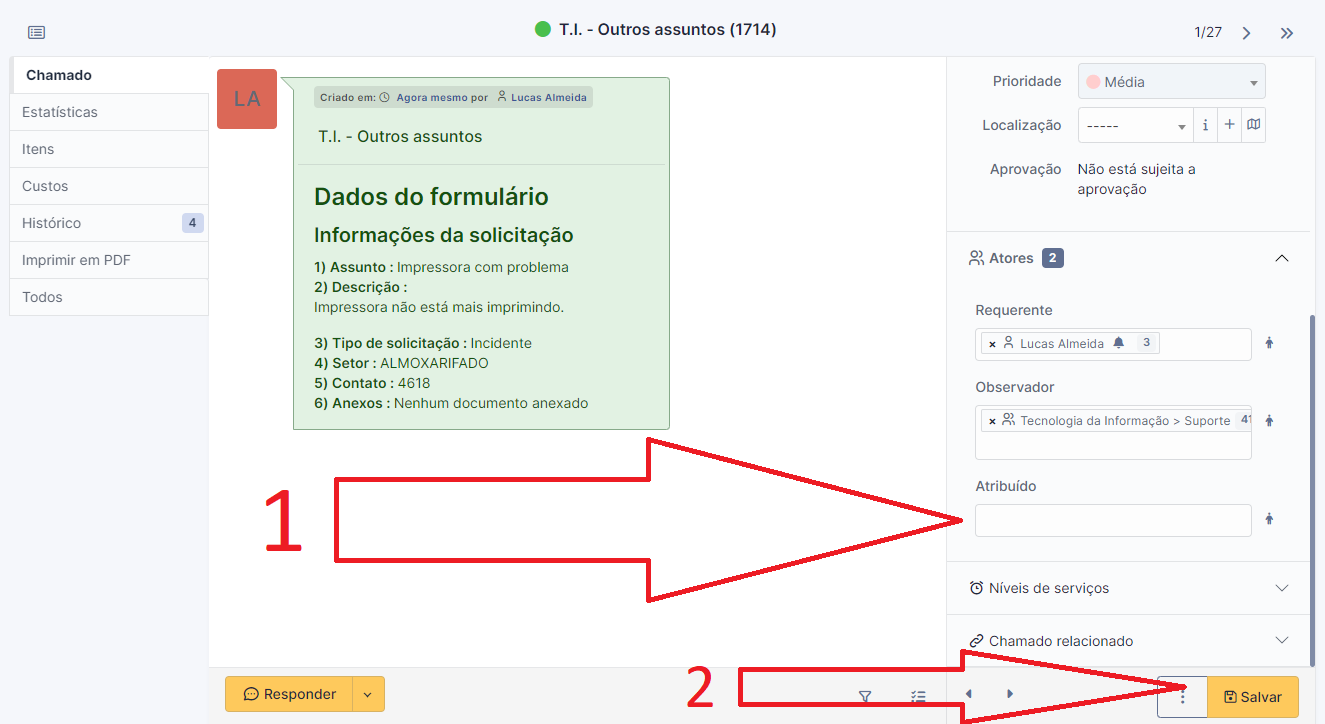 T.I. - Outros assuntos (1714)
1/27
Chamado
Estatísticas
Itens
Custos
Histórico 4
Imprimir em PDF
Todos
LA
Criado em: Agora mesmo por Lucas Almeida
T.I. - Outros assuntos
Dados do formulário
Informações da solicitação
1) Assunto : Impressora com problema
2) Descrição :
Impressora não está mais imprimindo.
3) Tipo de solicitação : Incidente
4) Setor : ALMOXARIFADO
5) Contato : 4618
6) Anexos : Nenhum documento anexado
Prioridade Média
Localização ----- i +
Aprovação Não está sujeita a
aprovação
Atores 2
Requerente
× Lucas Almeida 3
Observador
× Tecnologia da Informação > Suporte 41
Atribuído
1
Níveis de serviços
Chamado relacionado
2
Responder
Salvar